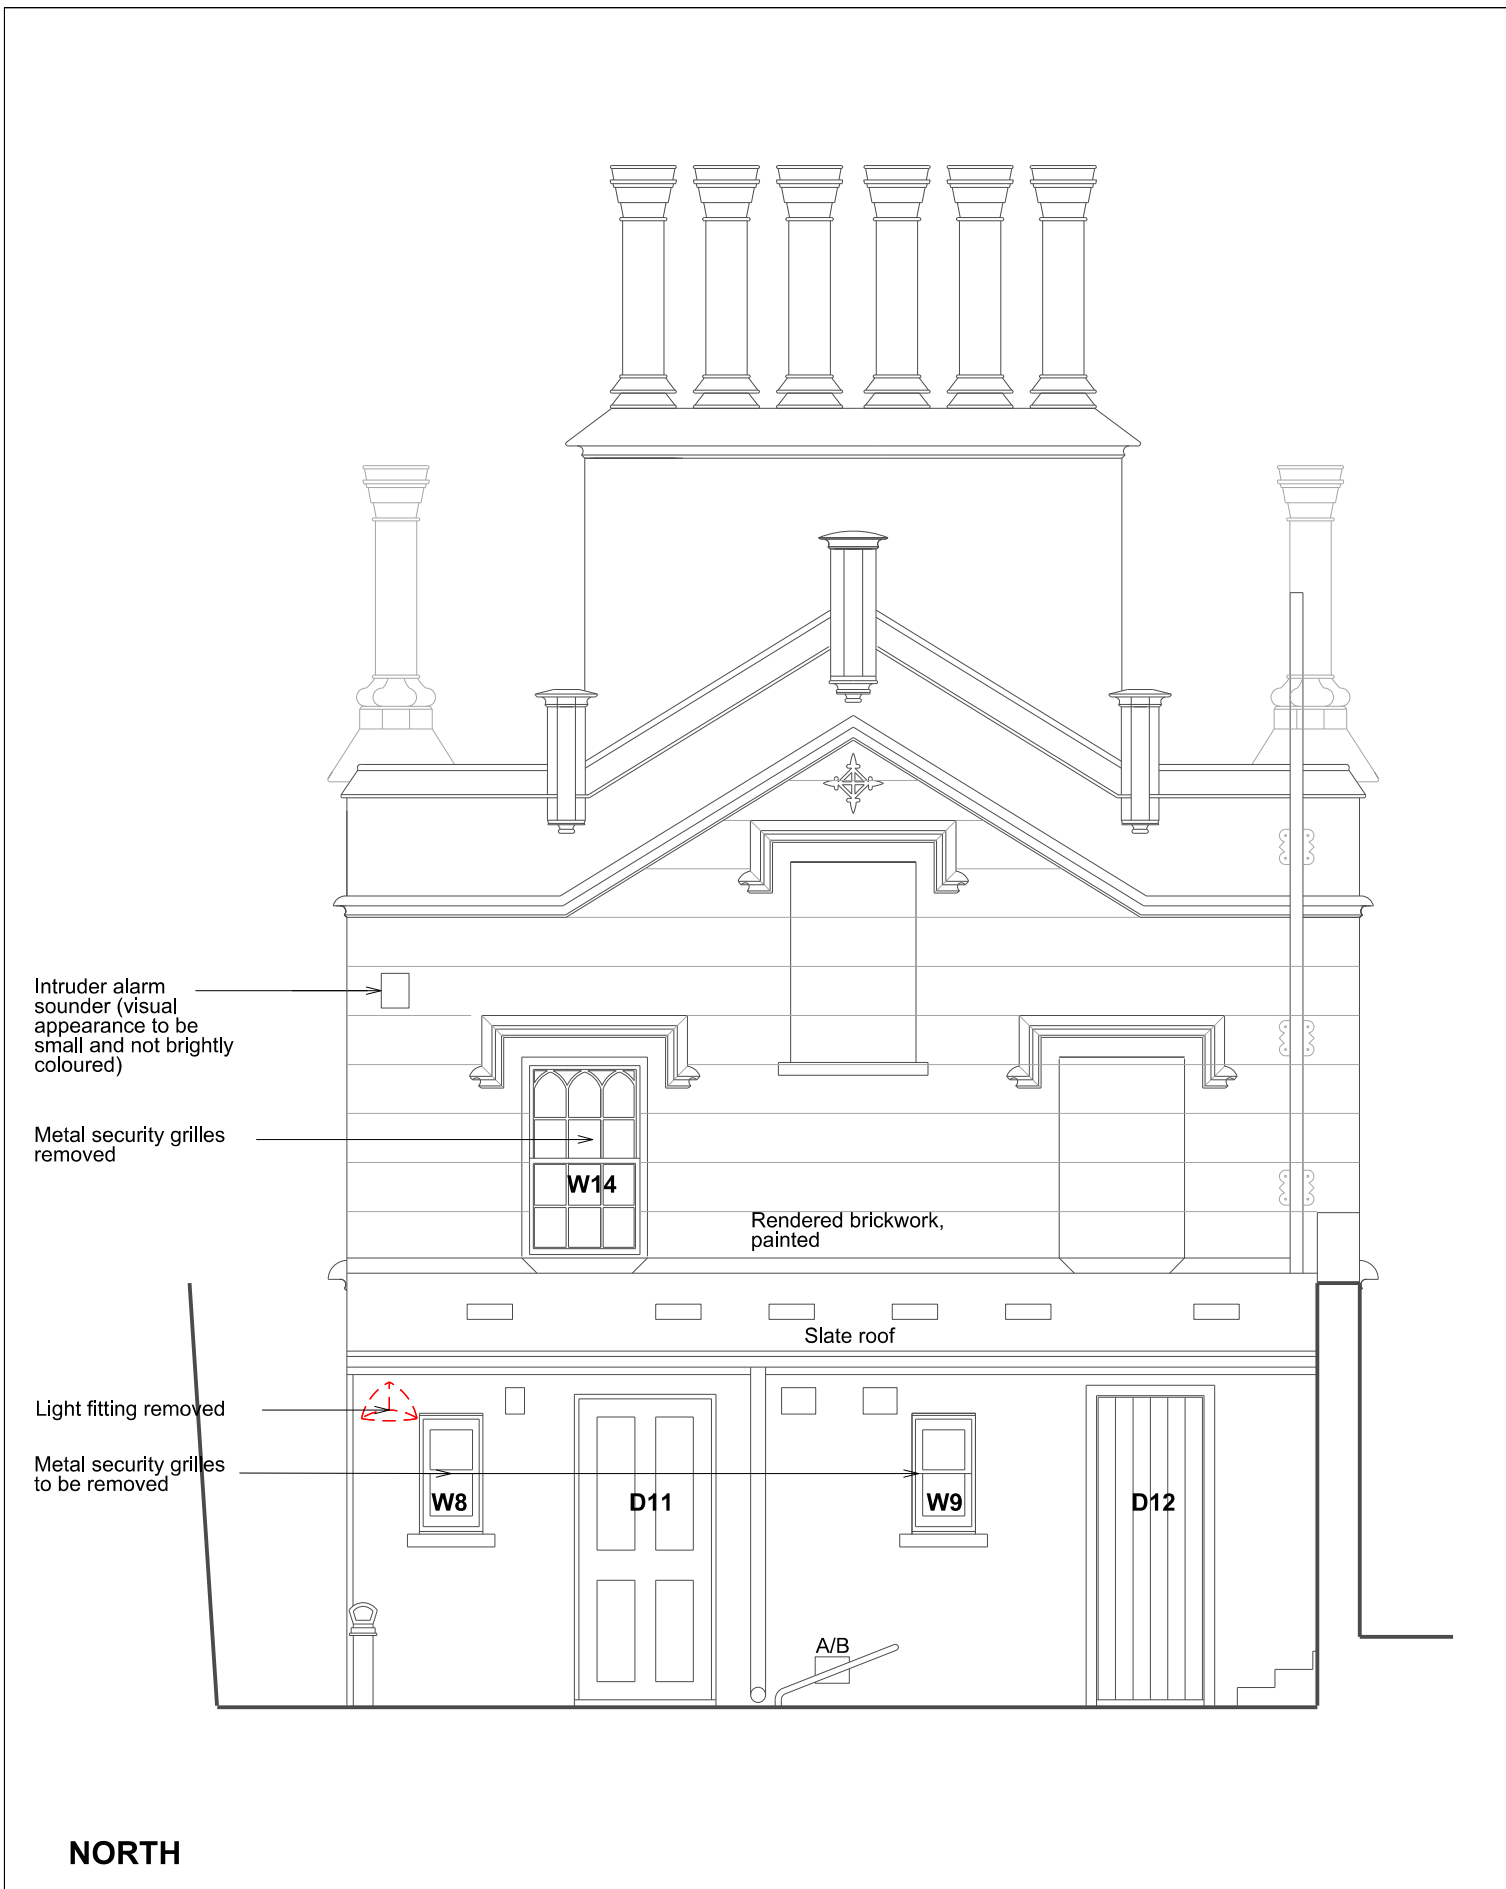 Intruder alarm
sounder (visual
appearance to be
small and not brightly
coloured)
Metal security grilles
removed
W14
Rendered brickwork,
painted
Slate roof
Light fitting removed
Metal security grilles
to be removed
W8
D11
W9
D12
A/B
NORTH